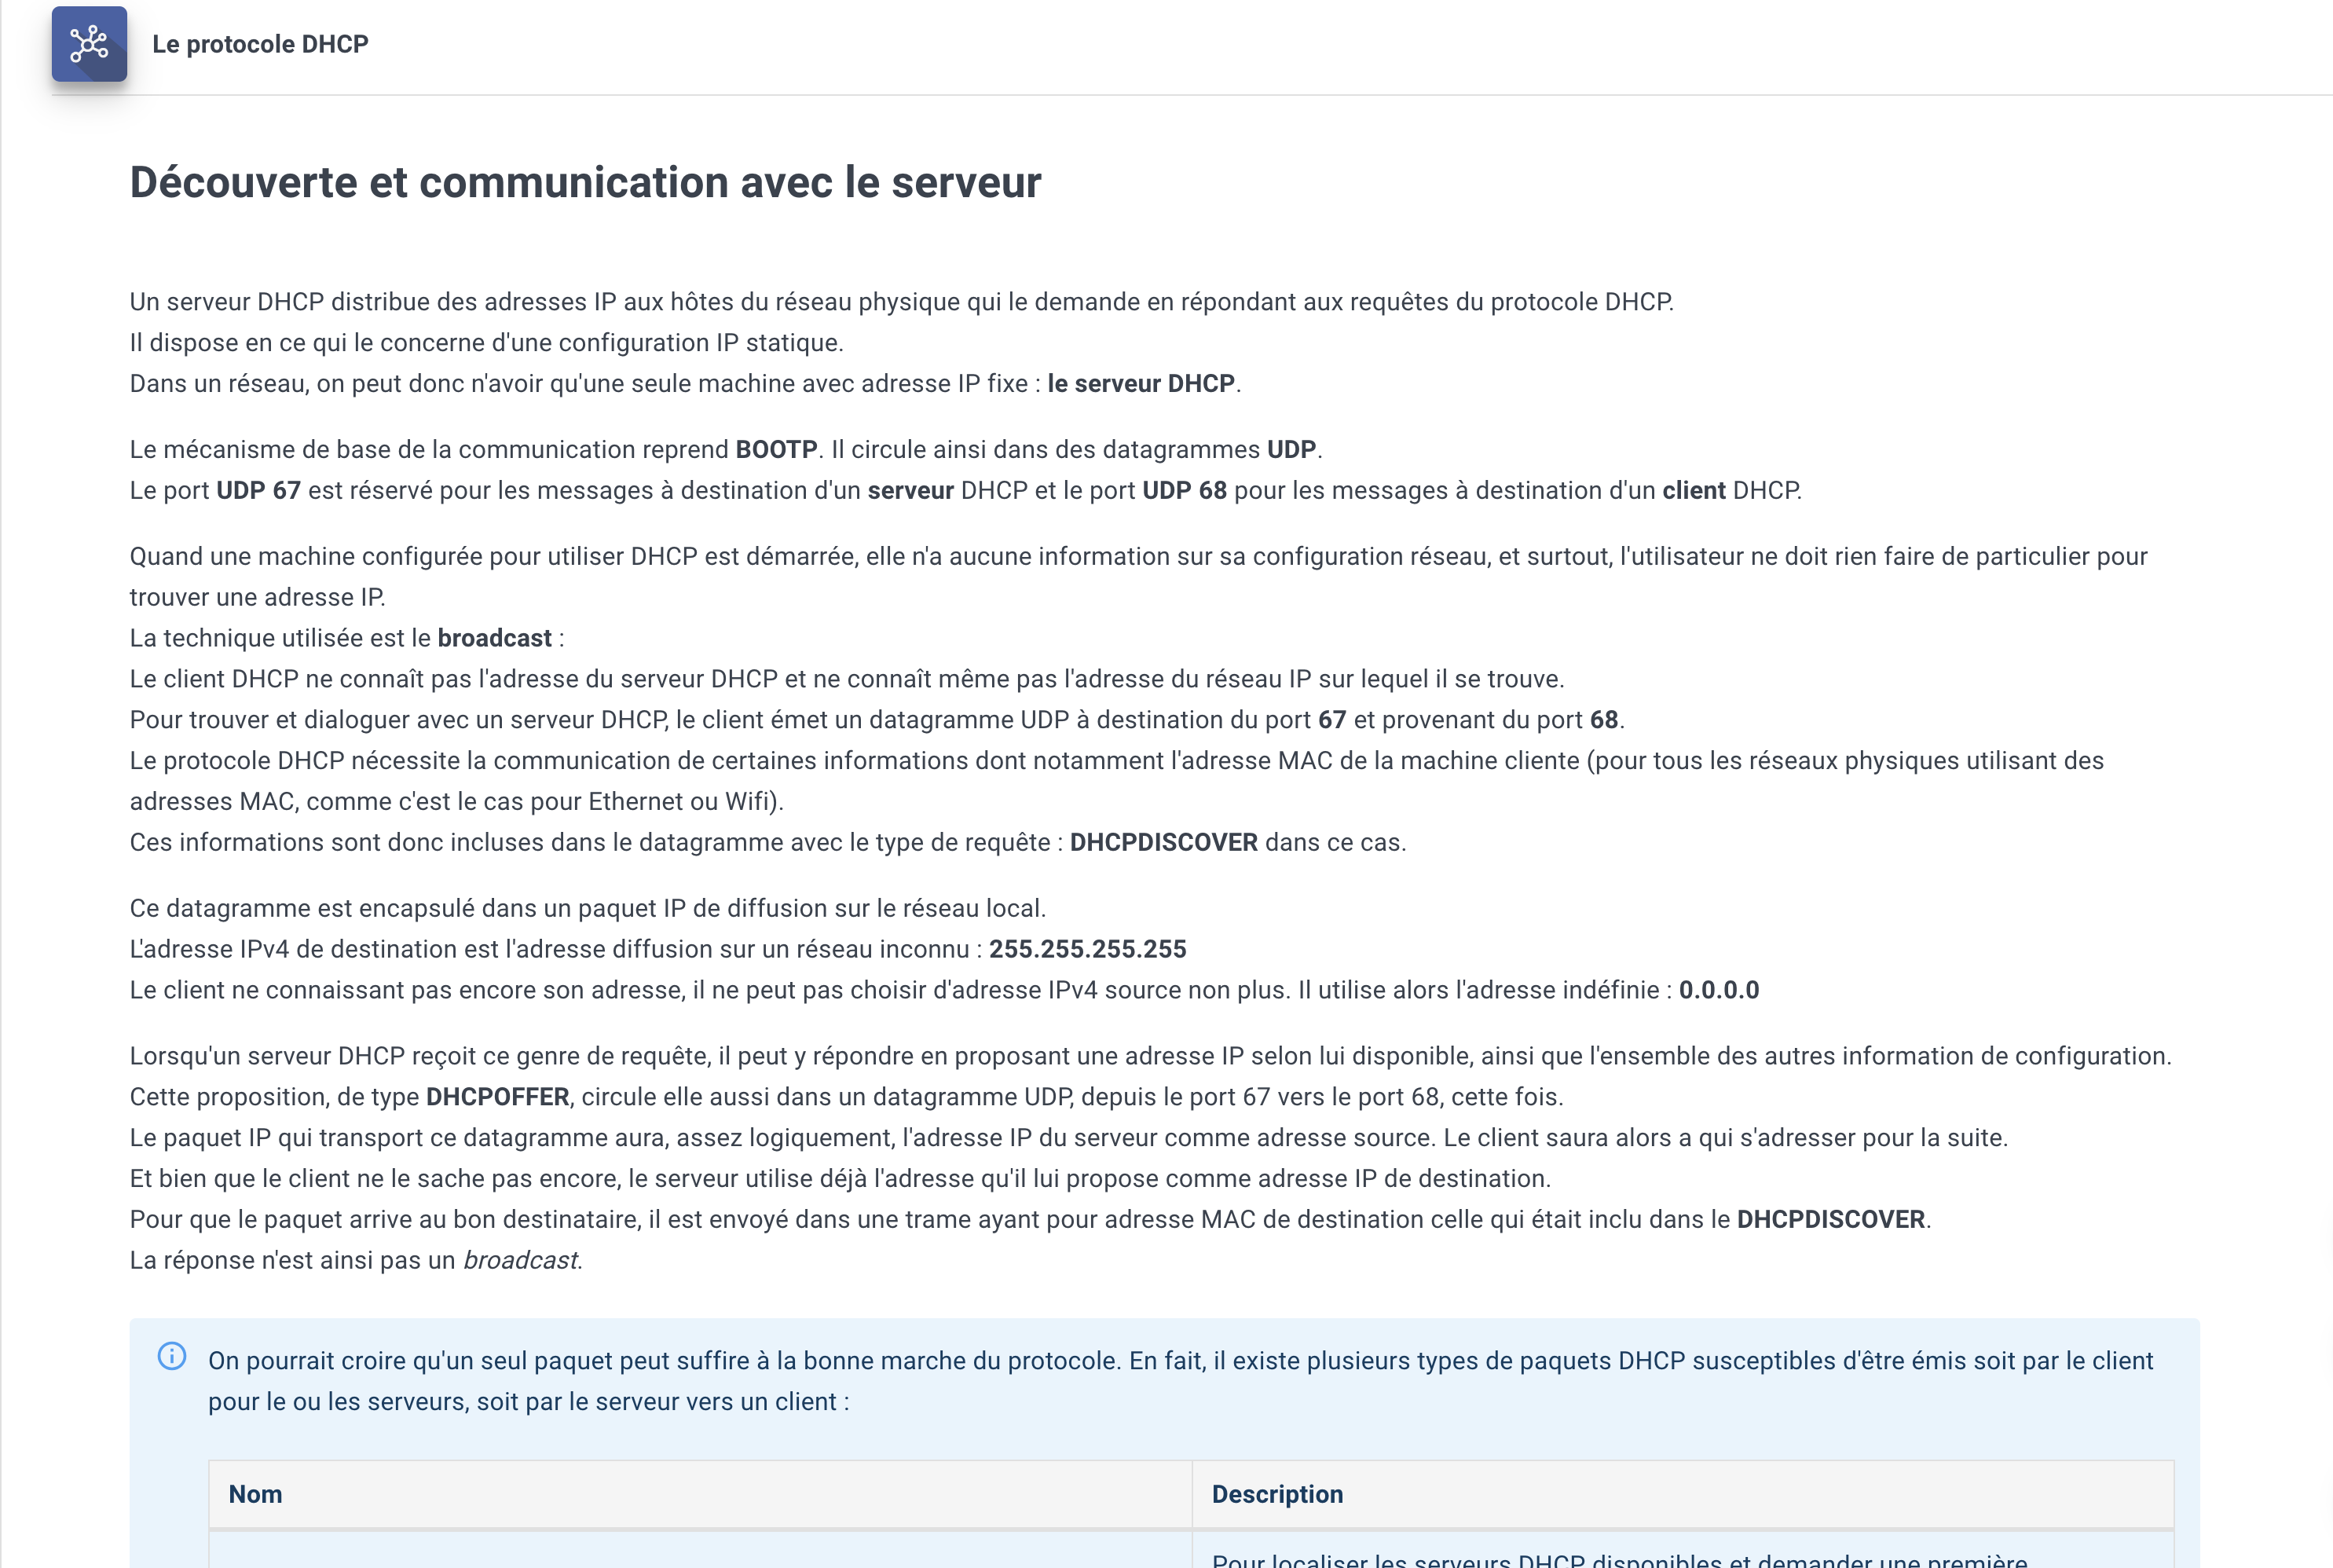 Le protocole DHCP
Découverte et communication avec le serveur
Un serveur DHCP distribue des adresses IP aux hôtes du réseau physique qui le demande en répondant aux requêtes du protocole DHCP.
Il dispose en ce qui le concerne d'une configuration IP statique.
Dans un réseau, on peut donc n'avoir qu'une seule machine avec adresse IP fixe : le serveur DHCP.
Le mécanisme de base de la communication reprend BOOTP. Il circule ainsi dans des datagrammes UDP.
Le port UDP 67 est réservé pour les messages à destination d'un serveur DHCP et le port UDP 68 pour les messages à destination d'un client DHCP.
Quand une machine configurée pour utiliser DHCP est démarrée, elle n'a aucune information sur sa configuration réseau, et surtout, l'utilisateur ne doit rien faire de particulier pour
trouver une adresse IP.
La technique utilisée est le broadcast :
Le client DHCP ne connaît pas l'adresse du serveur DHCP et ne connaît même pas l'adresse du réseau IP sur lequel il se trouve.
Pour trouver et dialoguer avec un serveur DHCP, le client émet un datagramme UDP à destination du port 67 et provenant du port 68.
Le protocole DHCP nécessite la communication de certaines informations dont notamment l'adresse MAC de la machine cliente (pour tous les réseaux physiques utilisant des
adresses MAC, comme c'est le cas pour Ethernet ou Wifi).
Ces informations sont donc incluses dans le datagramme avec le type de requête : DHCPDISCOVER dans ce cas.
Ce datagramme est encapsulé dans un paquet IP de diffusion sur le réseau local.
L'adresse IPv4 de destination est l'adresse diffusion sur un réseau inconnu : 255.255.255.255
Le client ne connaissant pas encore son adresse, il ne peut pas choisir d'adresse IPv4 source non plus. Il utilise alors l'adresse indéfinie : 0.0.0.0
Lorsqu'un serveur DHCP reçoit ce genre de requête, il peut y répondre en proposant une adresse IP selon lui disponible, ainsi que l'ensemble des autres information de configuration.
Cette proposition, de type DHCPOFFER, circule elle aussi dans un datagramme UDP, depuis le port 67 vers le port 68, cette fois.
Le paquet IP qui transport ce datagramme aura, assez logiquement, l'adresse IP du serveur comme adresse source. Le client saura alors a qui s'adresser pour la suite.
Et bien que le client ne le sache pas encore, le serveur utilise déjà l'adresse qu'il lui propose comme adresse IP de destination.
Pour que le paquet arrive au bon destinataire, il est envoyé dans une trame ayant pour adresse MAC de destination celle qui était inclu dans le DHCPDISCOVER.
La réponse n'est ainsi pas un broadcast.
On pourrait croire qu'un seul paquet peut suffire à la bonne marche du protocole. En fait, il existe plusieurs types de paquets DHCP susceptibles d'être émis soit par le client
pour le ou les serveurs, soit par le serveur vers un client :
Nom
Description
Pour localiser les serveurs DHCP disponibles et demander une première